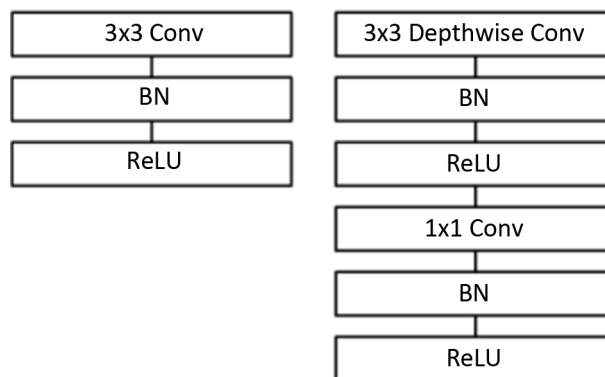 3x3 Conv
BN
ReLU
3x3 Depthwise Conv
BN
ReLU
1x1 Conv
BN
ReLU